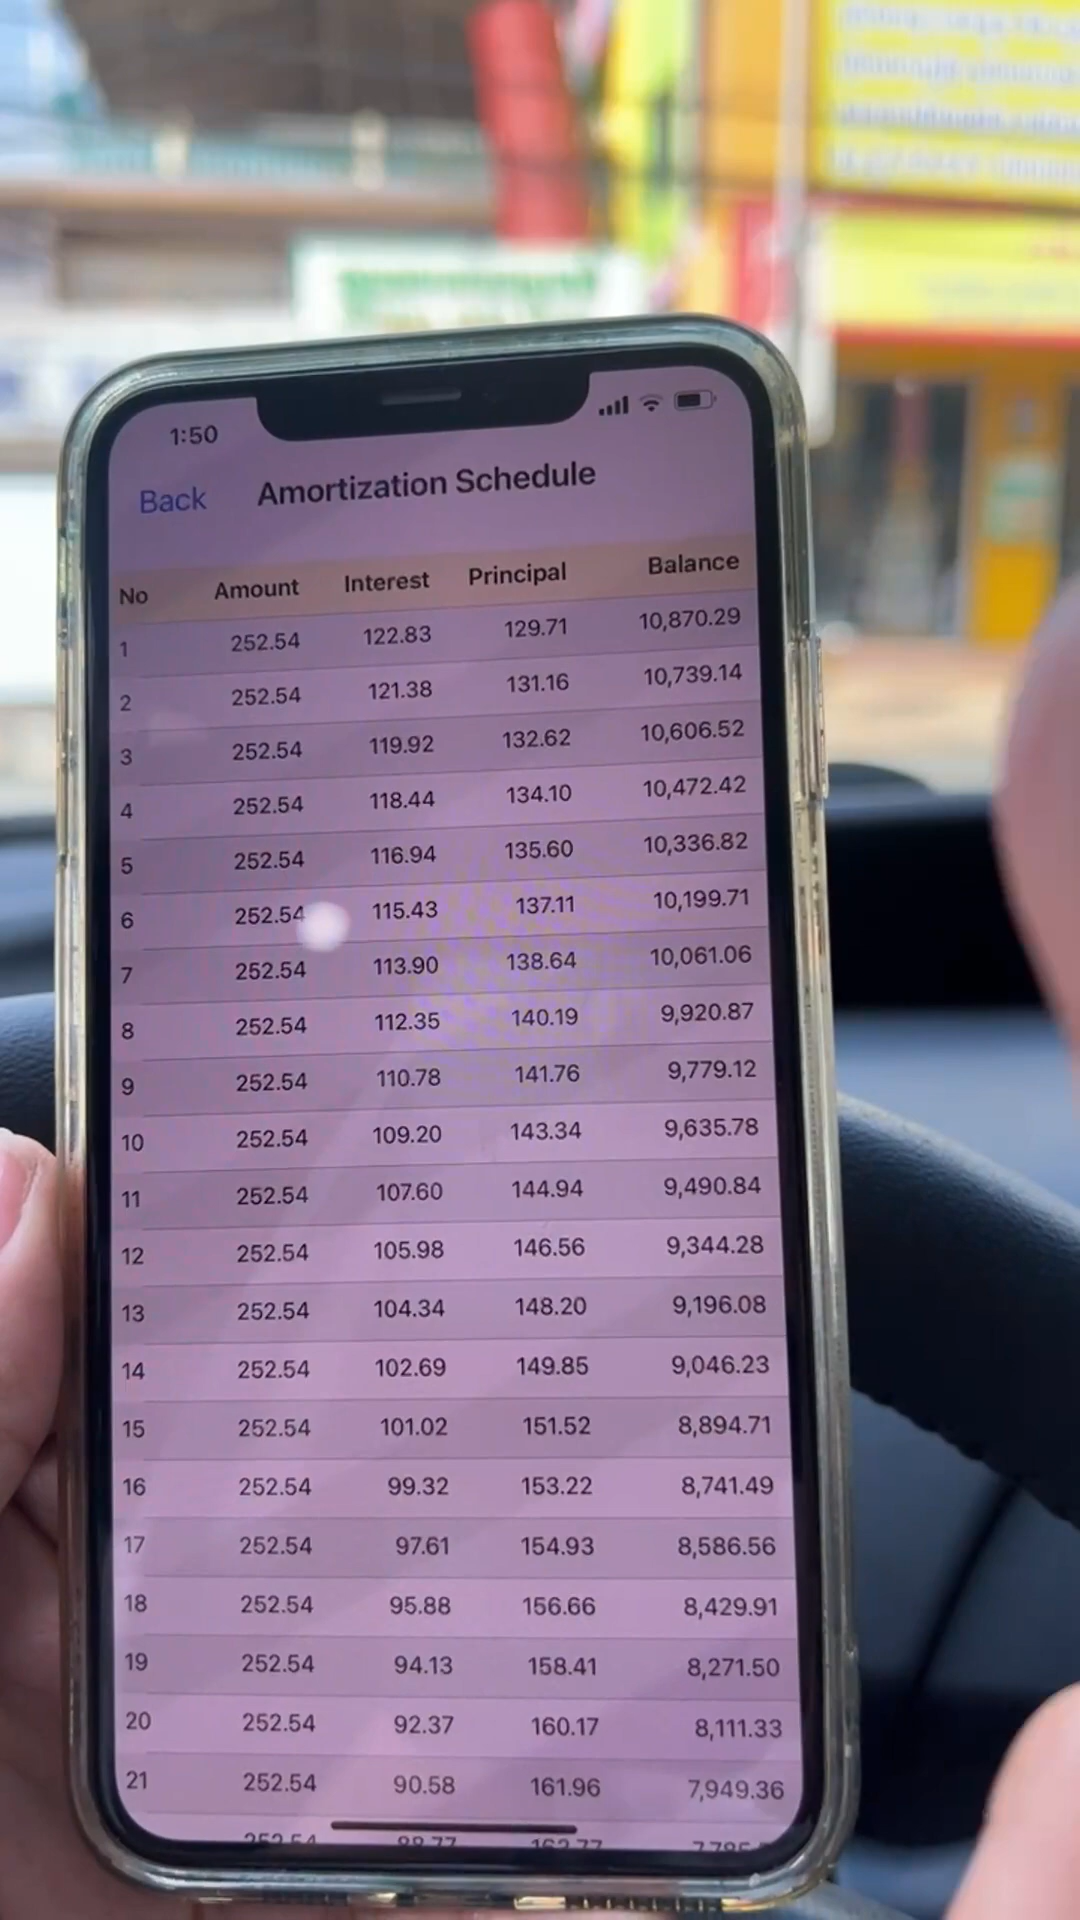 1:50
Back Amortization Schedule
No Amount Interest Principal Balance
1 252.54 122.83 129.71 10,870.29
2 252.54 121.38 131.16 10,739.14
3 252.54 119.92 132.62 10,606.52
4 252.54 118.44 134.10 10,472.42
5 252.54 116.94 135.60 10,336.82
6 252.54 115.43 137.11 10,199.71
7 252.54 113.90 138.64 10,061.06
8 252.54 112.35 140.19 9,920.87
9 252.54 110.78 141.76 9,779.12
10 252.54 109.20 143.34 9,635.78
11 252.54 107.60 144.94 9,490.84
12 252.54 105.98 146.56 9,344.28
13 252.54 104.34 148.20 9,196.08
14 252.54 102.69 149.85 9,046.23
15 252.54 101.02 151.52 8,894.71
16 252.54 99.32 153.22 8,741.49
17 252.54 97.61 154.93 8,586.56
18 252.54 95.88 156.66 8,429.91
19 252.54 94.13 158.41 8,271.50
20 252.54 92.37 160.17 8,111.33
21 252.54 90.58 161.96 7,949.36